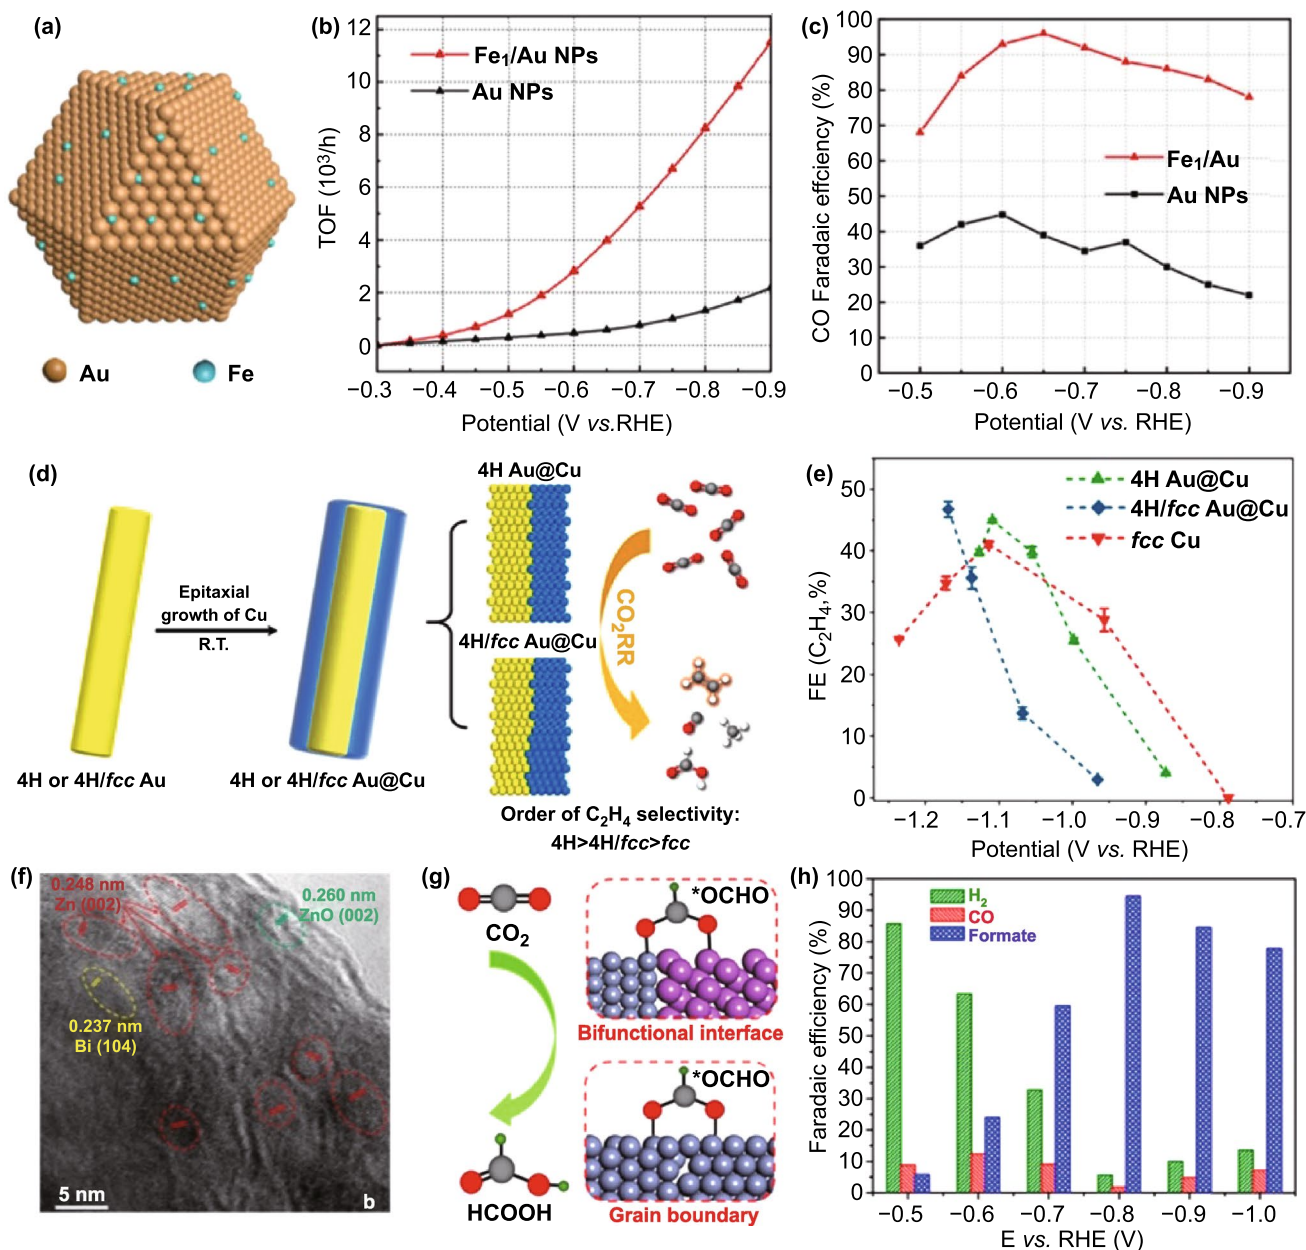 (a)
Au
Fe
(b)
12
10
8
6
4
2
0
Fe₁/Au NPs
Au NPs
TOF (10³/h)
−0.3 −0.4 −0.5 −0.6 −0.7 −0.8 −0.9
Potential (V vs.RHE)
(c)
100
90
80
70
60
50
40
30
20
10
0
Fe₁/Au
Au NPs
CO Faradaic effciency (%)
−0.5 −0.6 −0.7 −0.8 −0.9
Potential (V vs. RHE)
(d)
4H or 4H/fcc Au
Epitaxial
growth of Cu
R.T.
4H or 4H/fcc Au@Cu
4H Au@Cu
4H/fcc Au@Cu
CO₂RR
Order of C₂H₄ selectivity:
4H>4H/fcc>fcc
(e)
50
40
30
20
10
0
4H Au@Cu
4H/fcc Au@Cu
fcc Cu
FE (C₂H₄,%)
−1.2 −1.1 −1.0 −0.9 −0.8 −0.7
Potential (V vs. RHE)
(f)
0.248 nm
Zn (002)
0.260 nm
ZnO (002)
0.237 nm
Bi (104)
5 nm
b
(g)
CO₂
HCOOH
*OCHO
Bifunctional interface
*OCHO
Grain boundary
(h)
100
90
80
70
60
50
40
30
20
10
0
H₂
CO
Formate
Faradaic efficiency (%)
−0.5 −0.6 −0.7 −0.8 −0.9 −1.0
E vs. RHE (V)